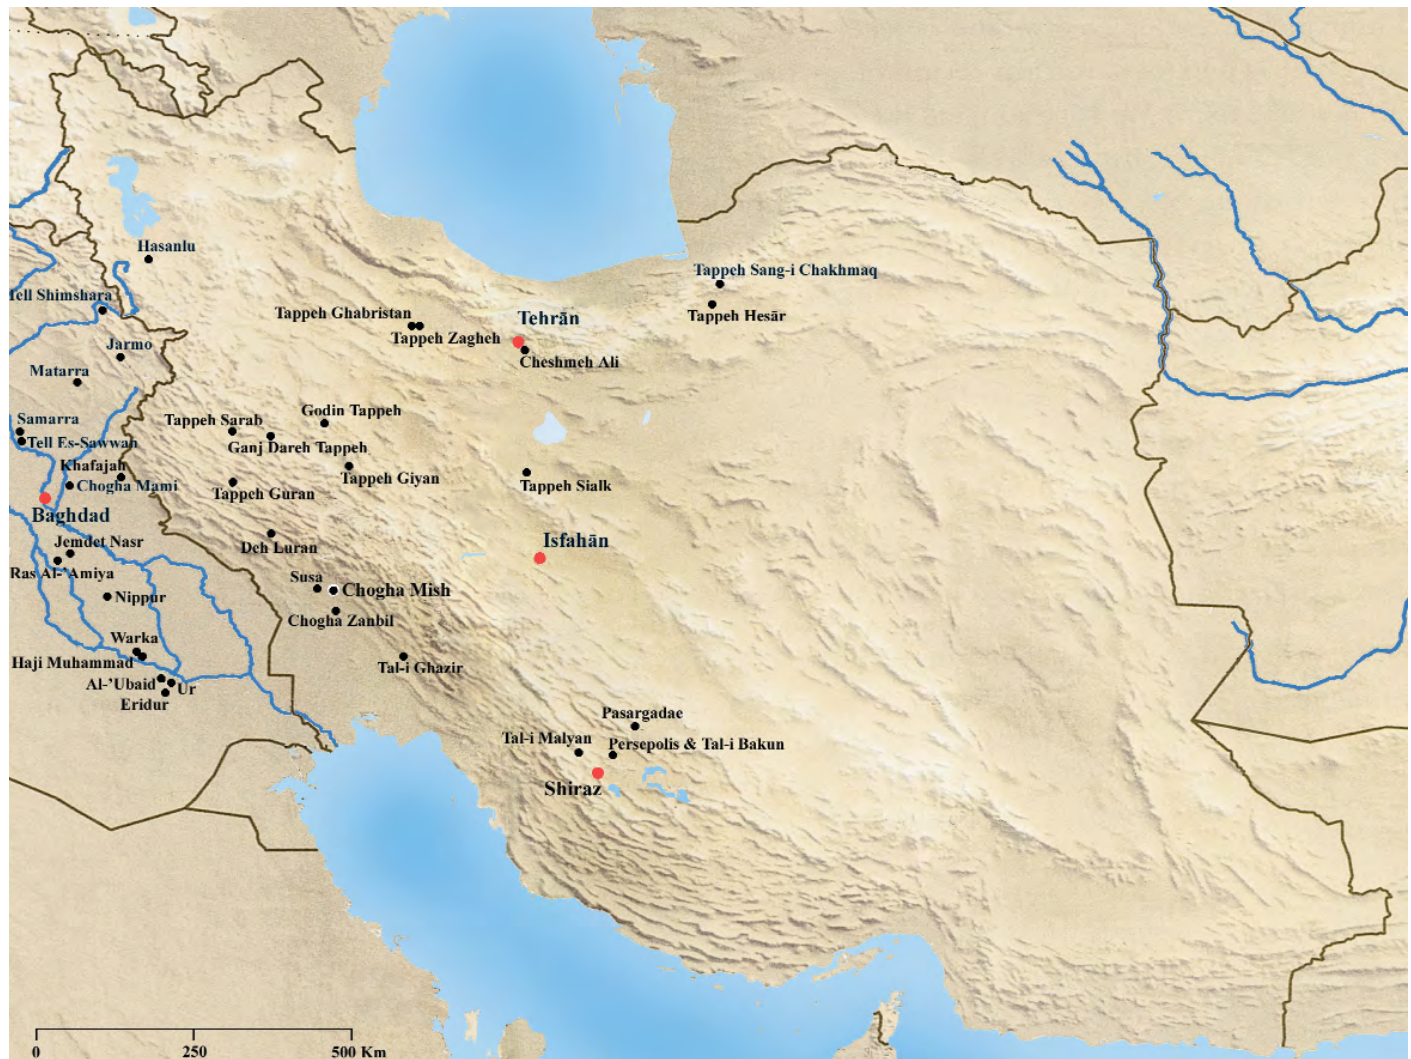 Hasanlu
Tappeh Sang-i Chakhmaq
Tell Shimshara
Tappeh Ghabristan
Tehrān
Tappeh Hesār
Tappeh Zagheh
Jarmo
Cheshmeh Ali
Matarra
Godin Tappeh
Samarra
Tappeh Sarab
Tell Es-Sawwan
Ganj Dareh Tappeh
Khafajah
Tappeh Giyan
Chogha Mami
Tappeh Sialk
Tappeh Guran
Baghdad
Isfahān
Jemdet Nasr
Deh Luran
Ras Al-'Amiya
Susa
Chogha Mish
Nippur
Chogha Zanbil
Warka
Haji Muhammad
Tal-i Ghazir
Al-'Ubaid
Ur
Eridur
Pasargadae
Tal-i Malyan
Persepolis & Tal-i Bakun
Shiraz
0 250 500 Km